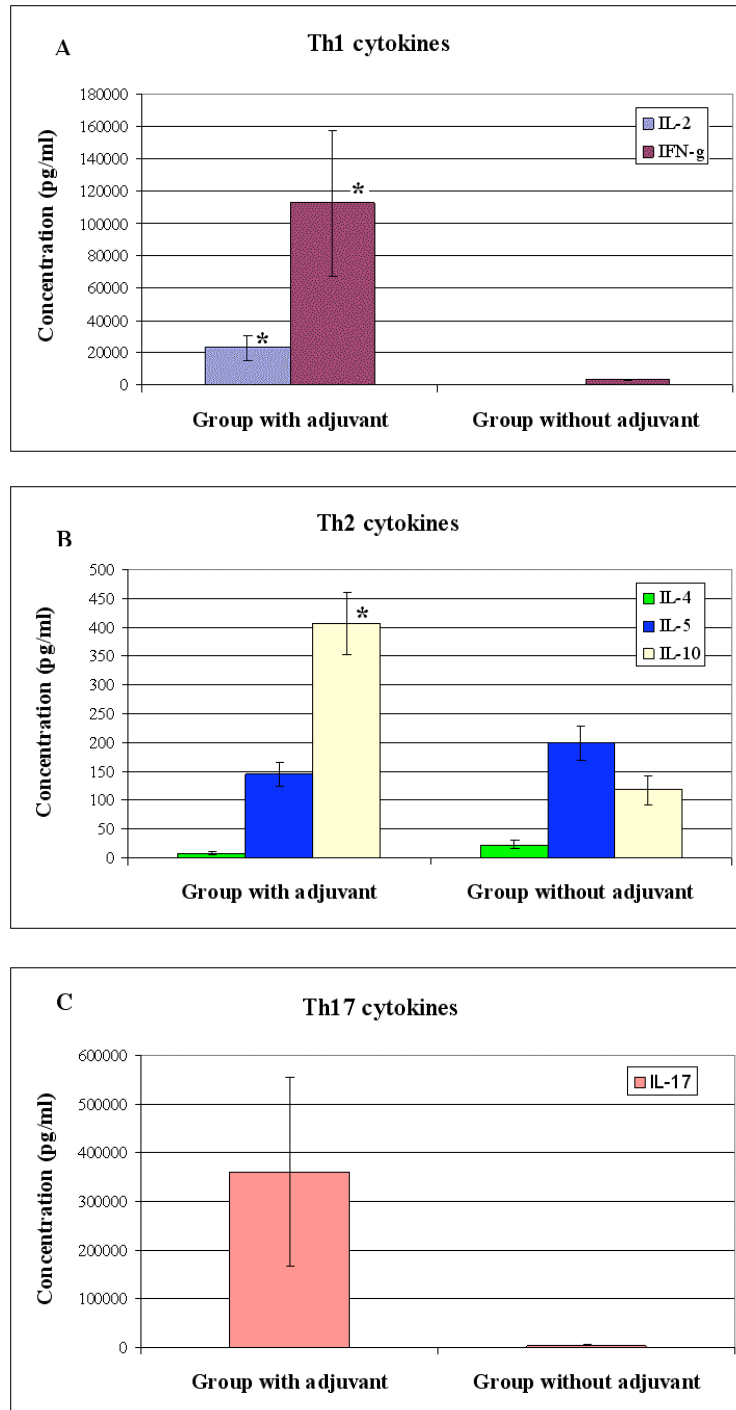 A
Th1 cytokines
Concentration (pg/ml)
180000
160000
140000
120000
100000
80000
60000
40000
20000
0
IL-2
IFN-g
*
*
Group with adjuvant
Group without adjuvant
B
Th2 cytokines
Concentration (pg/ml)
500
450
400
350
300
250
200
150
100
50
0
IL-4
IL-5
IL-10
*
Group with adjuvant
Group without adjuvant
C
Th17 cytokines
Concentration (pg/ml)
600000
500000
400000
300000
200000
100000
0
IL-17
Group with adjuvant
Group without adjuvant